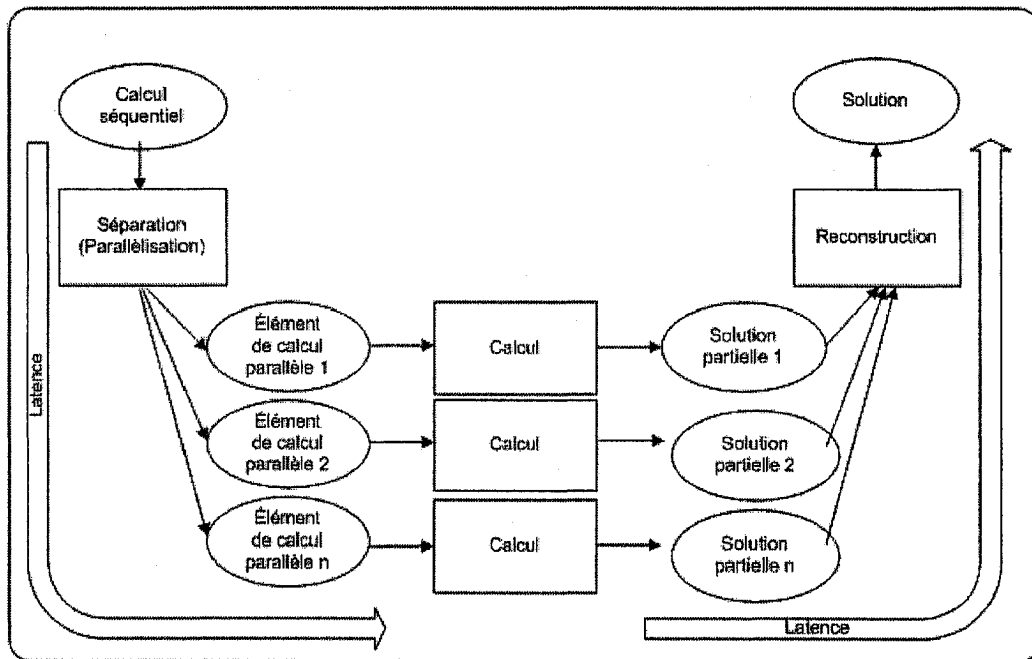 Calcul
séquentiel
Solution
Séparation
(Parallèlisation)
Reconstruction
Élément
de calcul
parallèle 1
Calcul
Solution
partielle 1
Élément
de calcul
parallèle 2
Calcul
Solution
partielle 2
Élément
de calcul
parallèle n
Calcul
Solution
partielle n
Latence
Latence